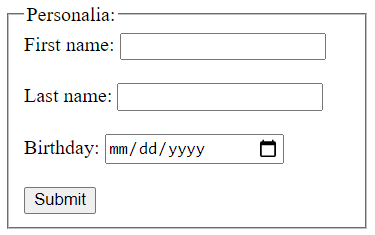 Personalia:
First name:
Last name:
Birthday: mm/dd/yyyy
Submit